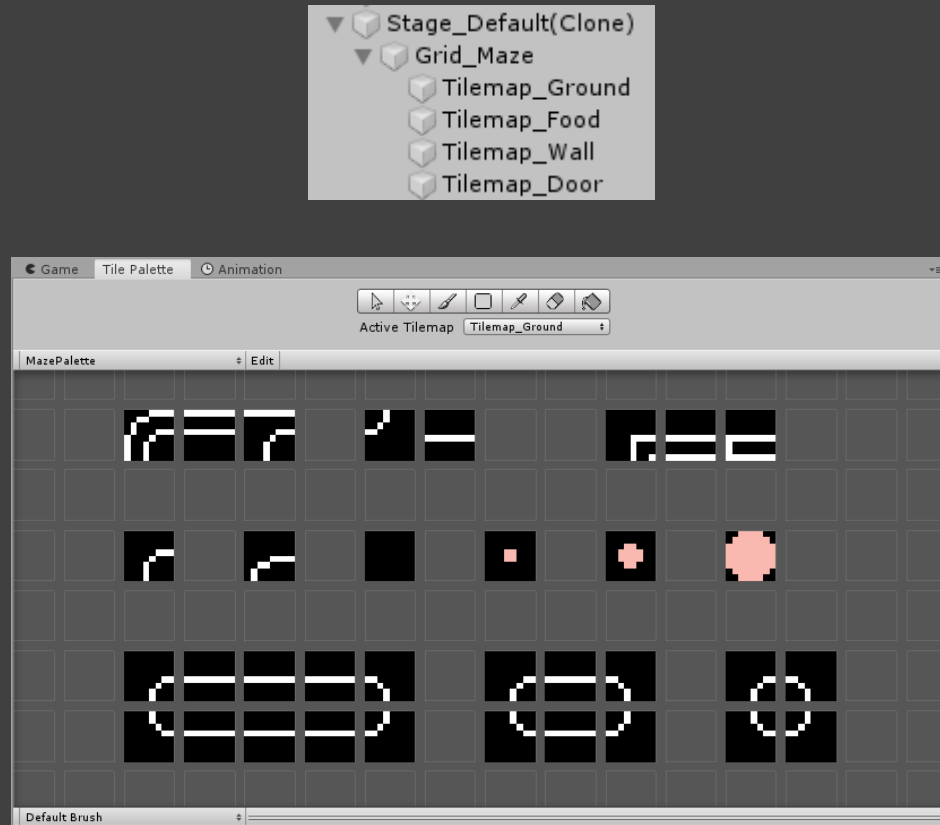 Stage_Default(Clone)
Grid_Maze
Tilemap_Ground
Tilemap_Food
Tilemap_Wall
Tilemap_Door
Game Tile Palette Animation
Active Tilemap Tilemap_Ground
MazePalette Edit
Default Brush